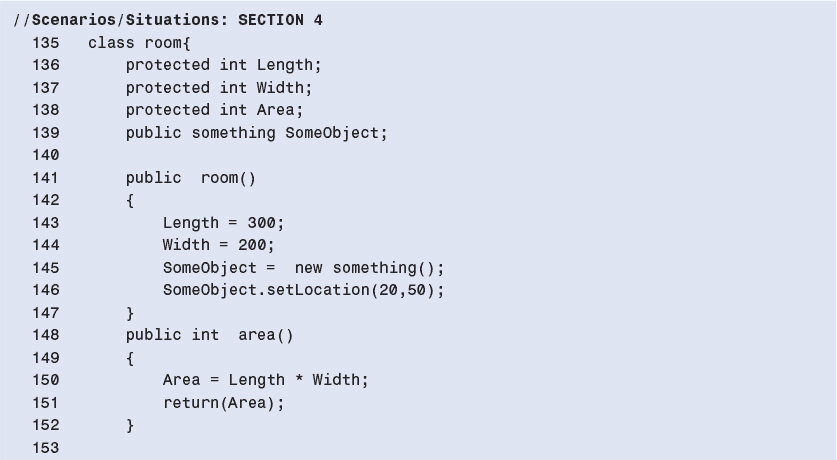 //Scenarios/Situations: SECTION 4
135   class room{
136       protected int Length;
137       protected int Width;
138       protected int Area;
139       public something SomeObject;
140
141       public  room()
142       {
143           Length = 300;
144           Width = 200;
145           SomeObject =  new something();
146           SomeObject.setLocation(20,50);
147       }
148       public int  area()
149       {
150           Area = Length * Width;
151           return(Area);
152       }
153